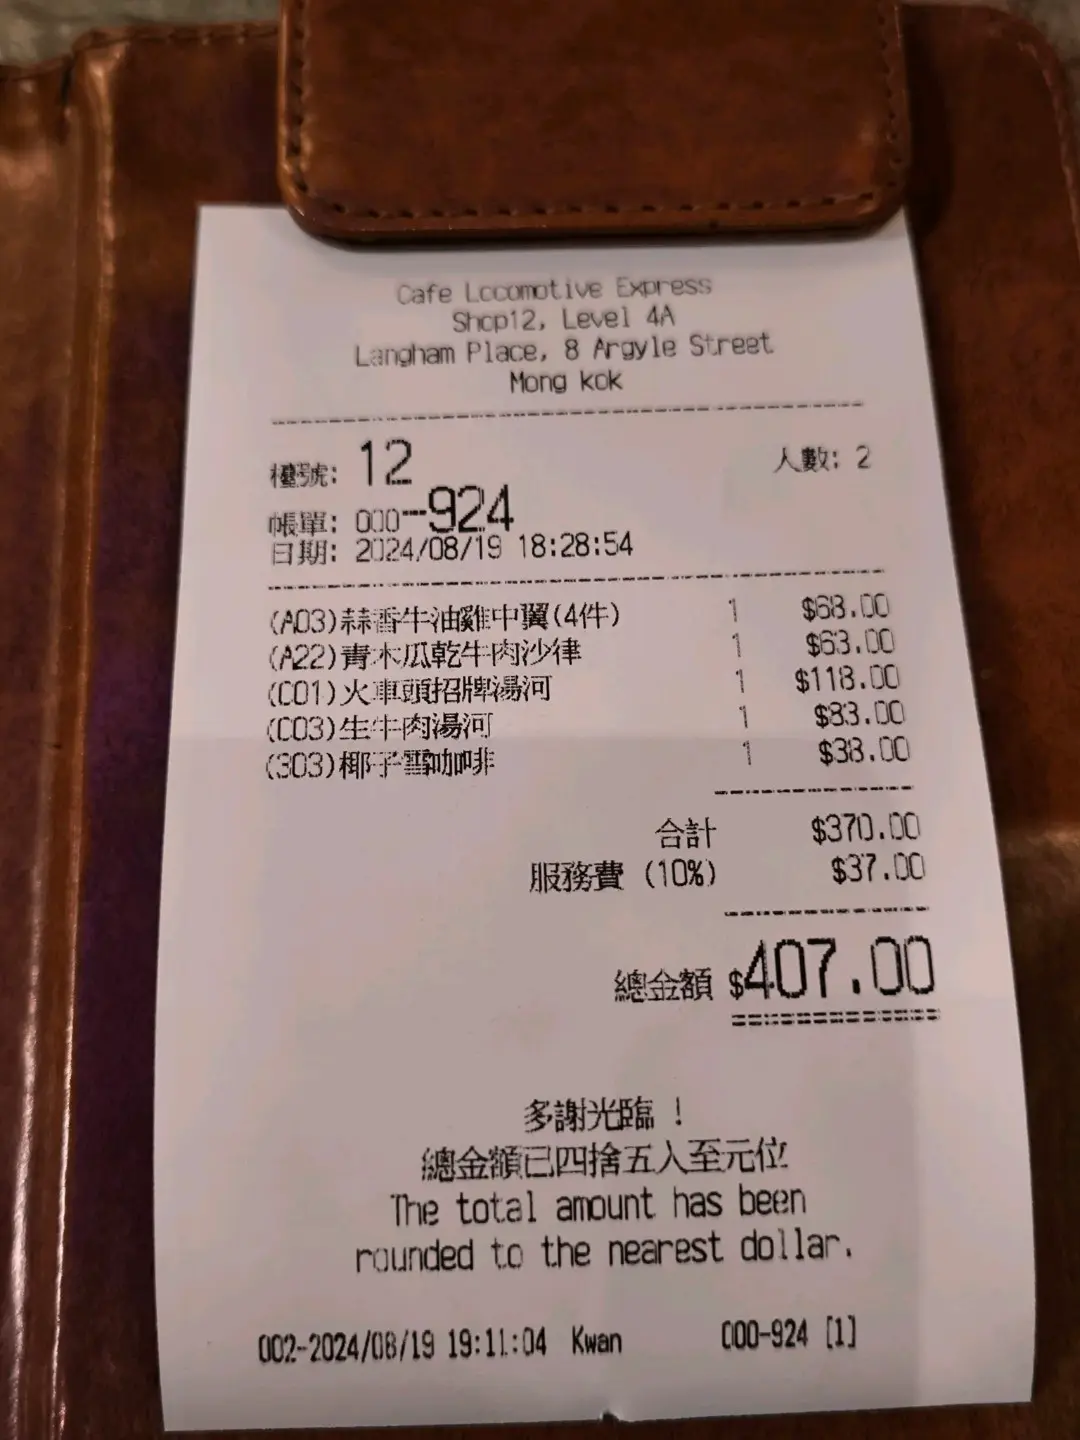 Cafe Locomotive Express
Shop12, Level 4A
Langham Place, 8 Argyle Street
Mong kok
檯號: 12 人數: 2
帳單: 000-924
日期: 2024/08/19 18:28:54
(A03)蒜香牛油雞中翼(4件) 1 $68.00
(A22)青木瓜乾牛肉沙律 1 $63.00
(C01)火車頭招牌湯河 1 $118.00
(C03)生牛肉湯河 1 $83.00
(303)椰子雪咖啡 1 $38.00
合計 $370.00
服務費 (10%) $37.00
總金額 $407.00
多謝光臨 !
總金額已四捨五入至元位!
The total amount has been
rounded to the nearest dollar.
002-2024/08/19 19:11:04 Kwan 000-924 [1]